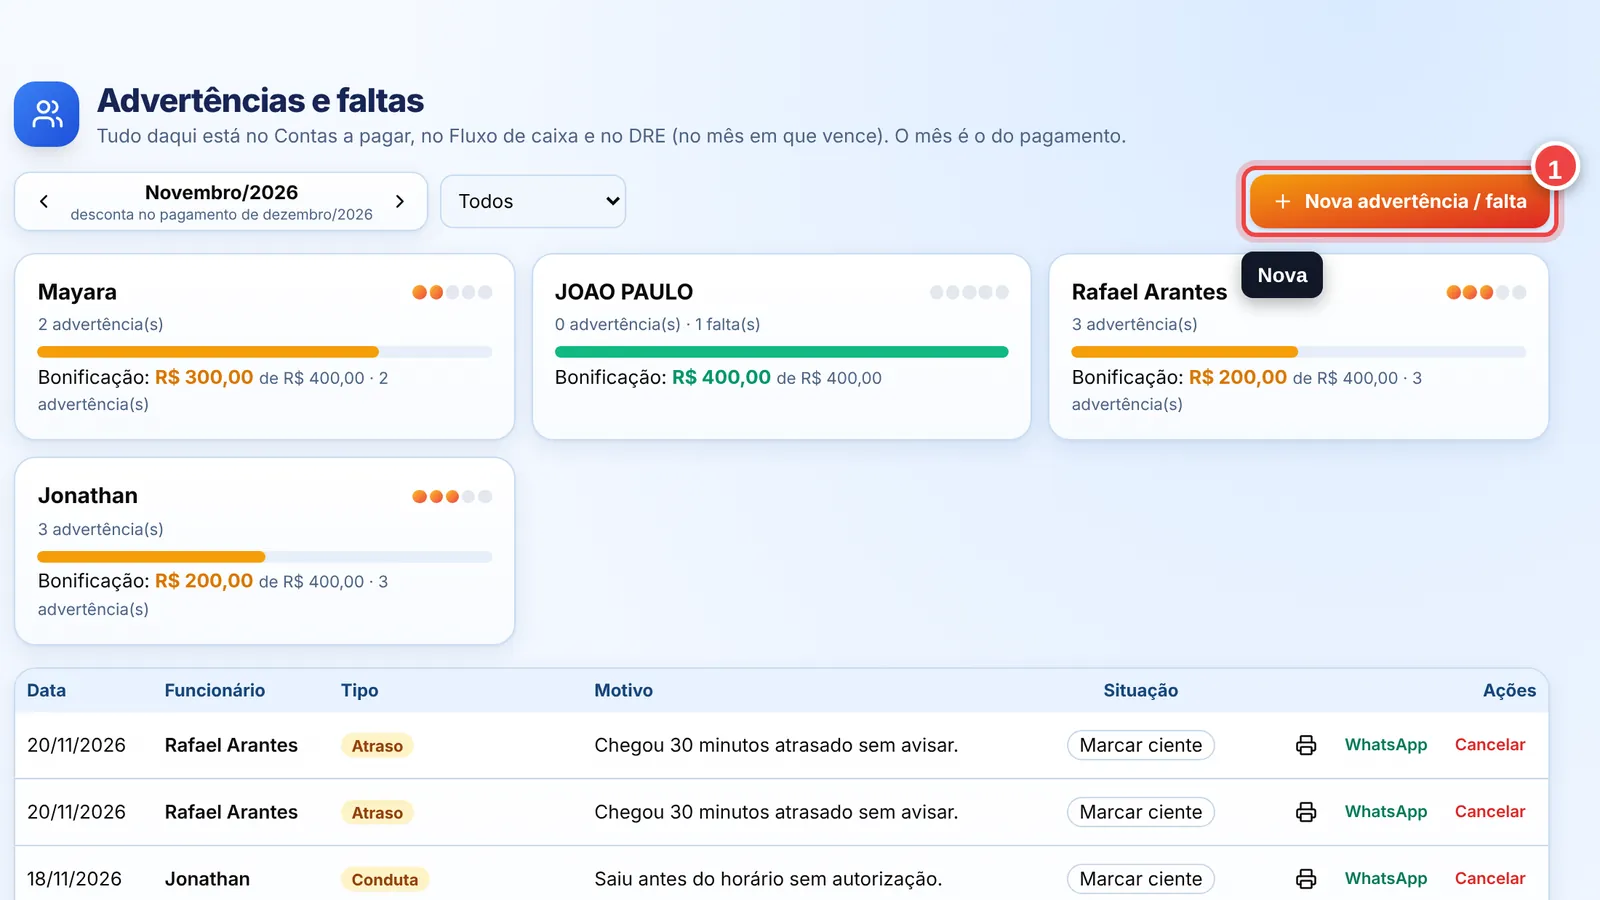 Advertências e faltas
Tudo daqui está no Contas a pagar, no Fluxo de caixa e no DRE (no mês em que vence). O mês é o do pagamento.
Novembro/2026
desconta no pagamento de dezembro/2026
Todos
+ Nova advertência / falta
1
Nova
Mayara
2 advertência(s)
Bonificação: R$ 300,00 de R$ 400,00 · 2
advertência(s)
JOAO PAULO
0 advertência(s) · 1 falta(s)
Bonificação: R$ 400,00 de R$ 400,00
Rafael Arantes
3 advertência(s)
Bonificação: R$ 200,00 de R$ 400,00 · 3
advertência(s)
Jonathan
3 advertência(s)
Bonificação: R$ 200,00 de R$ 400,00 · 3
advertência(s)
Data Funcionário Tipo Motivo Situação Ações
20/11/2026 Rafael Arantes Atraso Chegou 30 minutos atrasado sem avisar. Marcar ciente WhatsApp Cancelar
20/11/2026 Rafael Arantes Atraso Chegou 30 minutos atrasado sem avisar. Marcar ciente WhatsApp Cancelar
18/11/2026 Jonathan Conduta Saiu antes do horário sem autorização. Marcar ciente WhatsApp Cancelar